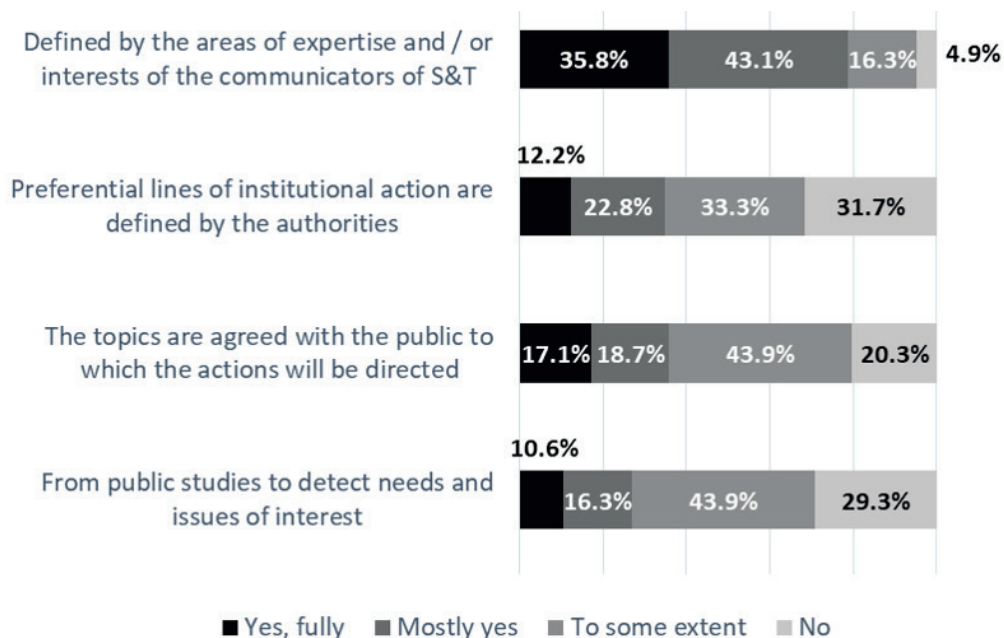 Defined by the areas of expertise and / or
interests of the communicators of S&T
35.8%
43.1%
16.3%
4.9%
12.2%
Preferential lines of institutional action are
defined by the authorities
22.8%
33.3%
31.7%
The topics are agreed with the public to
which the actions will be directed
17.1%
18.7%
43.9%
20.3%
10.6%
From public studies to detect needs and
issues of interest
16.3%
43.9%
29.3%
Yes, fully
Mostly yes
To some extent
No